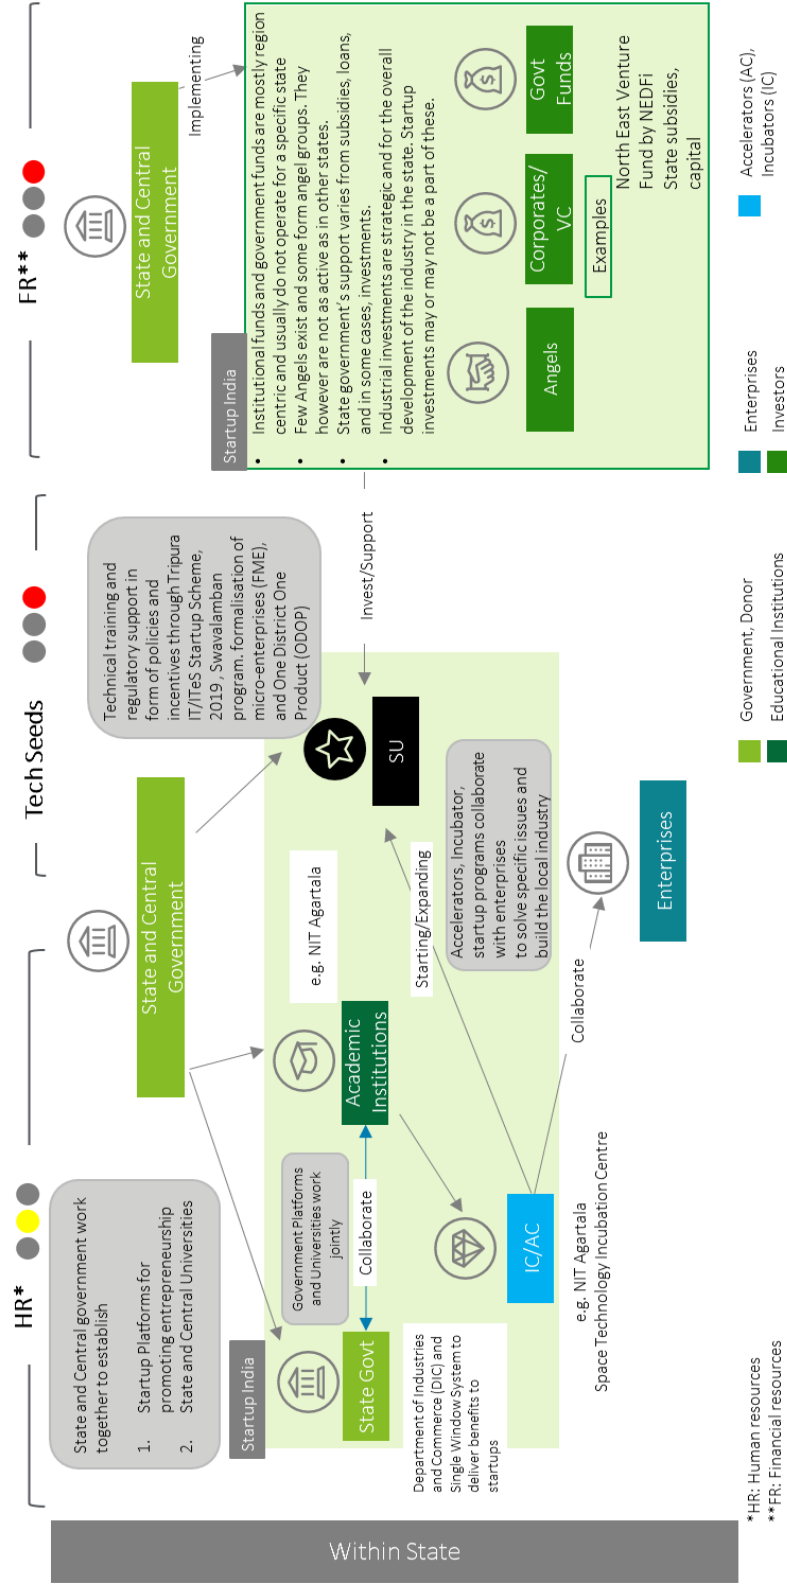 Within State
HR*
Tech Seeds
FR**
State and Central government work
together to establish
1. Startup Platforms for
promoting entrepreneurship
2. State and Central Universities
State and Central
Government
Technical training and
regulatory support in
form of policies and
incentives through Tripura
IT/ITeS Startup Scheme,
2019 , Swavalamban
program. formalisation of
micro-enterprises (FME),
and One District One
Product (ODOP)
State and Central
Government
Implementing
Startup India
Government Platforms
and Universities work
jointly
Collaborate
State Govt
Academic
Institutions
e.g. NIT Agartala
SU
Invest/Support
Department of Industries
and Commerce (DIC) and
Single Window System to
deliver benefits to
startups
IC/AC
Starting/Expanding
Accelerators, Incubator,
startup programs collaborate
with enterprises
to solve specific issues and
build the local industry
e.g. NIT Agartala
Space Technology Incubation Centre
Collaborate
Enterprises
Startup India
• Institutional funds and government funds are mostly region
centric and usually do not operate for a specific state
• Few Angels exist and some form angel groups. They
however are not as active as in other states.
• State government's support varies from subsidies, loans,
and in some cases, investments.
• Industrial investments are strategic and for the overall
development of the industry in the state. Startup
investments may or may not be a part of these.
Angels
Corporates/
VC
Govt
Funds
Examples
North East Venture
Fund by NEDFi
State subsidies,
capital
*HR: Human resources
**FR: Financial resources
Government, Donor
Educational Institutions
Enterprises
Investors
Accelerators (AC),
Incubators (IC)